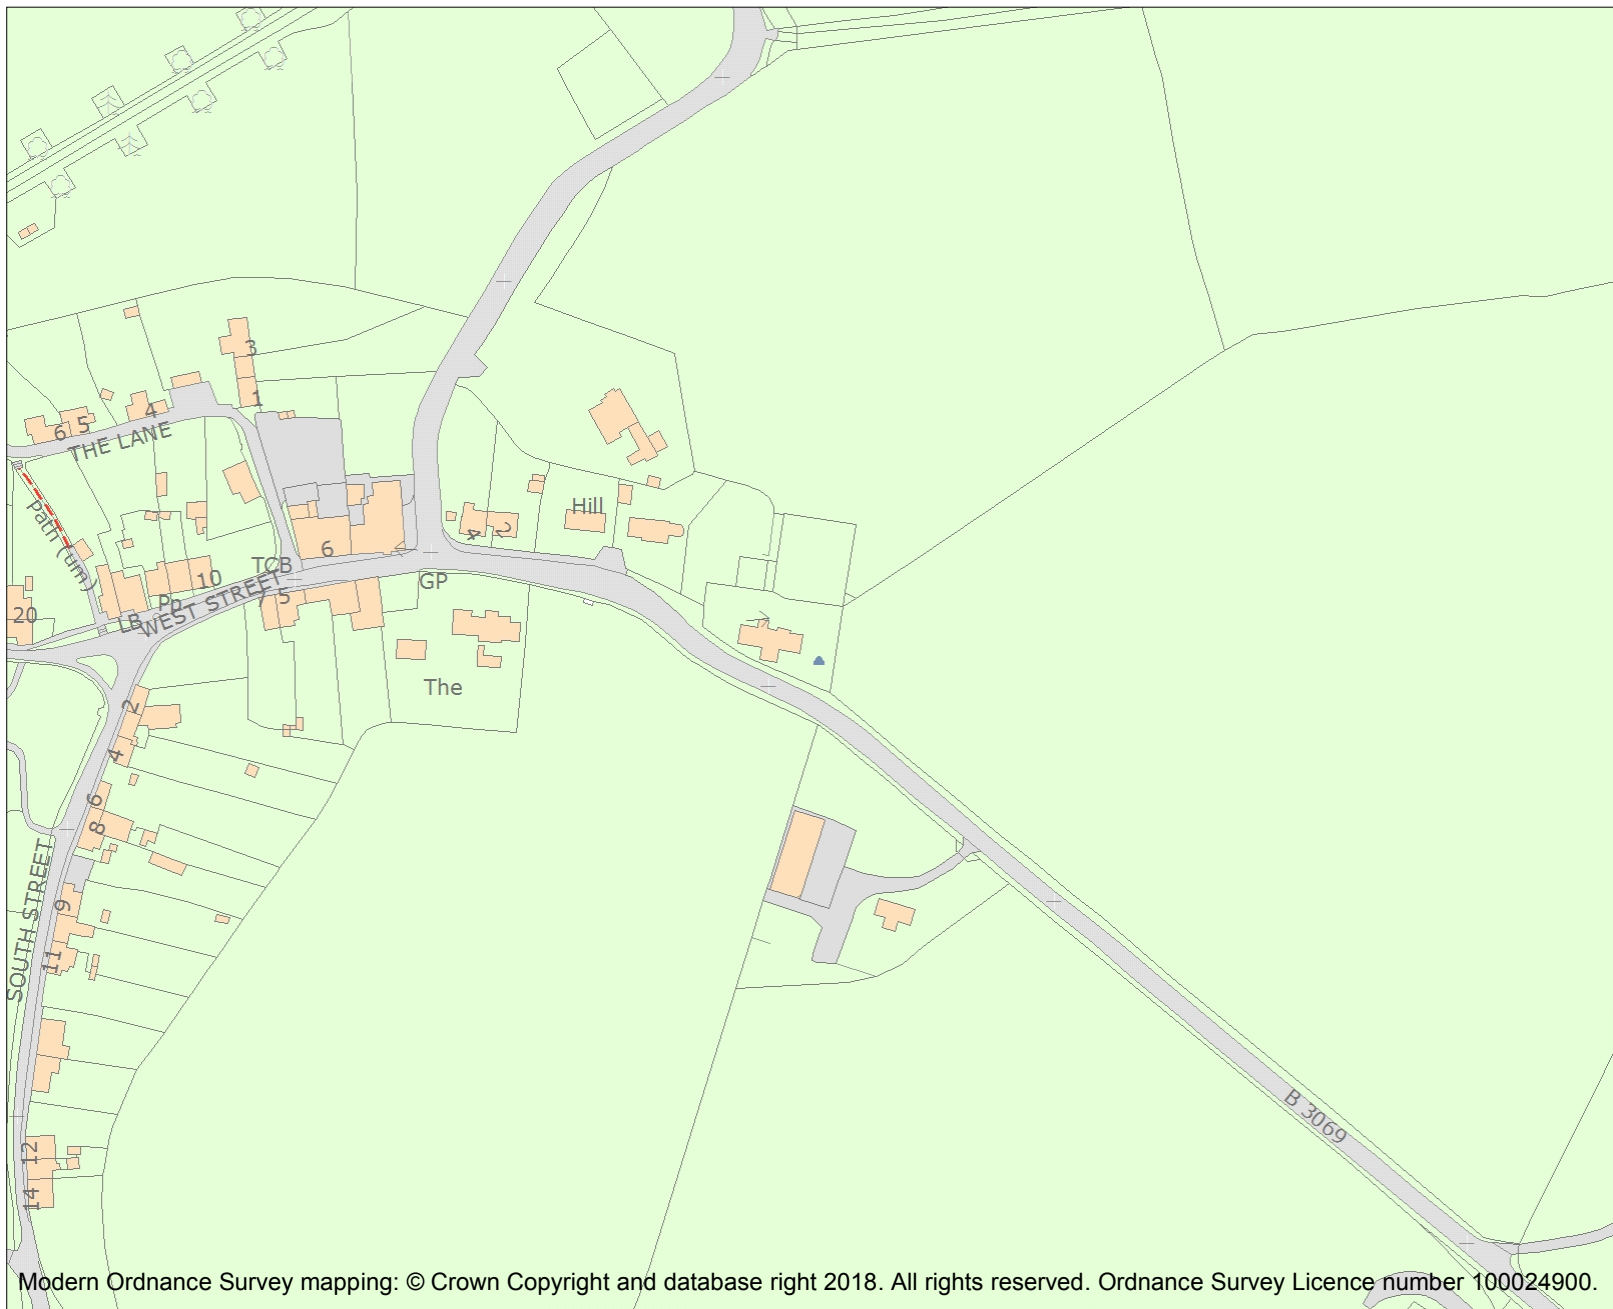 3
1
4
5
6
THE LANE
Path (um)
Hill
4
2
6
TCB
10
GP
5
7
Pp
WEST STREET
LB
20
The
2
4
6
8
SOUTH STREET
9
11
B 3069
12
14
Modern Ordnance Survey mapping: © Crown Copyright and database right 2018. All rights reserved. Ordnance Survey Licence number 100024900.